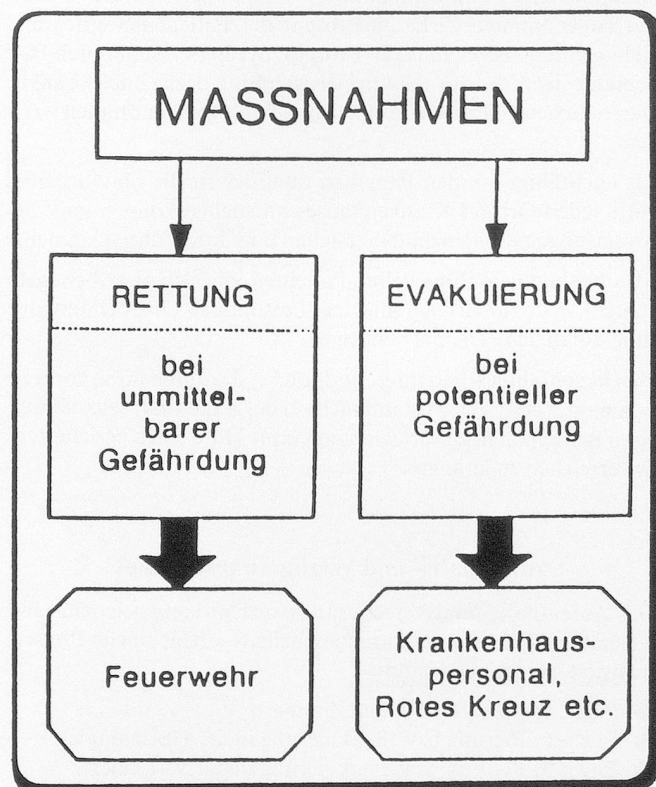 MASSNAHMEN
RETTUNG
bei
unmittel-
barer
Gefährdung
Feuerwehr
EVAKUIERUNG
bei
potentieller
Gefährdung
Krankenhaus-
personal,
Rotes Kreuz etc.